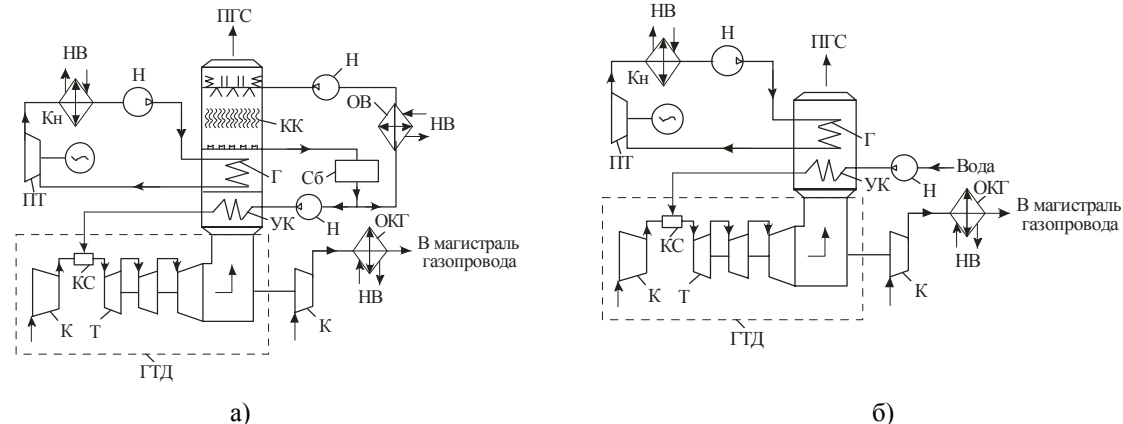 ПГС
НВ
Н
Н
Кн
ОВ
НВ
КК
ПТ
Г
Сб
УК
Н
ОКГ
КС
В магистраль
газопровода
НВ
К
Т
К
ГТД
а)
НВ
Н
ПГС
Кн
Г
ПТ
Вода
УК
Н
ОКГ
КС
В магистраль
газопровода
НВ
К
Т
К
ГТД
б)